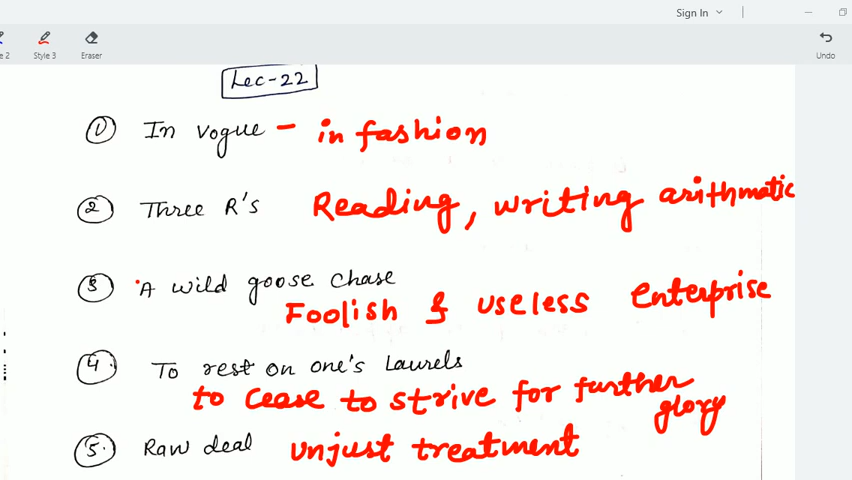 Sign In
e 2 Style 3 Eraser Undo
Lec-22
1) In vogue - in fashion
2 Three R's Reading, writing arithmatic
3 A wild goose chase
Foolish & useless enterprise
4. To rest on one's Laurels
to cease to strive for further
glory
5. Raw deal unjust treatment